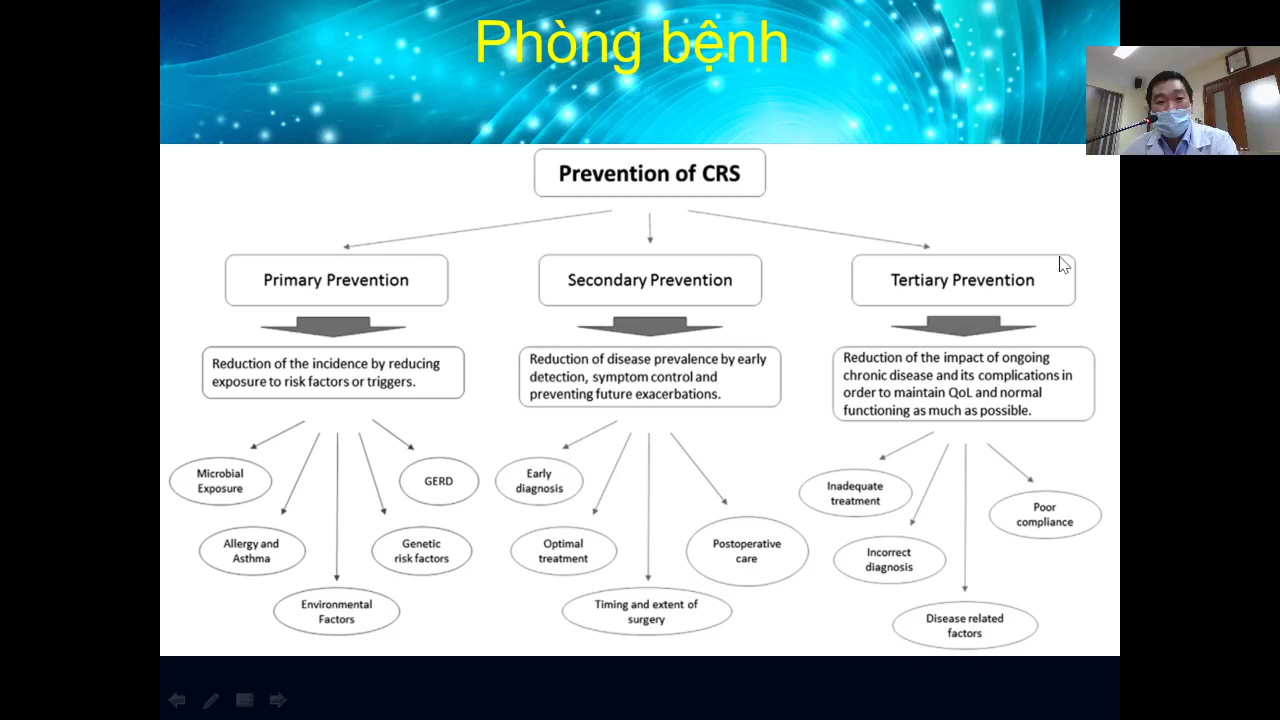 Phòng bệnh
Prevention of CRS
Primary Prevention
Secondary Prevention
Tertiary Prevention
Reduction of the incidence by reducing
exposure to risk factors or triggers.
Reduction of disease prevalence by early
detection, symptom control and
preventing future exacerbations.
Reduction of the impact of ongoing
chronic disease and its complications in
order to maintain QoL and normal
functioning as much as possible.
Microbial
Exposure
GERD
Allergy and
Asthma
Genetic
risk factors
Environmental
Factors
Early
diagnosis
Optimal
treatment
Postoperative
care
Timing and extent of
surgery
Inadequate
treatment
Poor
compliance
Incorrect
diagnosis
Disease related
factors